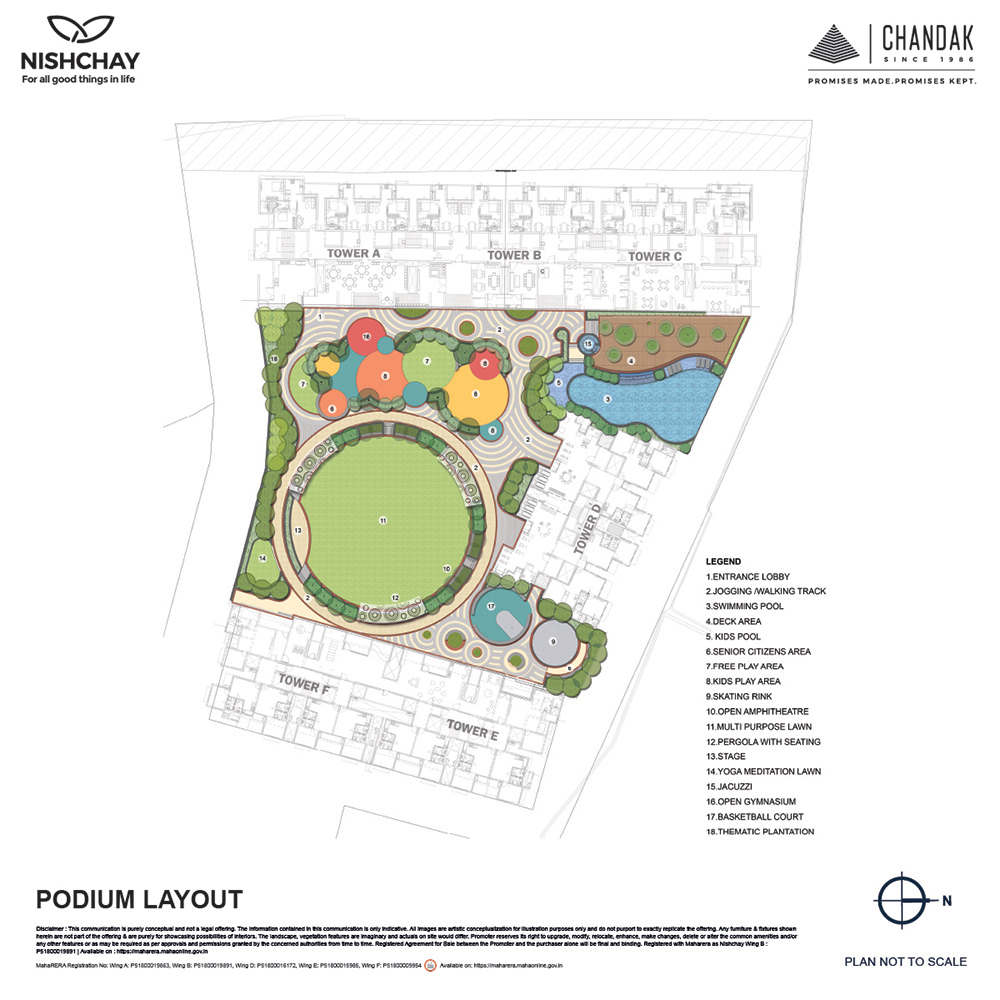 NISHCHAY
For all good things in life
CHANDAK
SINCE 1986
PROMISES MADE.PROMISES KEPT.
TOWER A
TOWER B
TOWER C
1
2
16
18
7
8
7
8
6
6
8
15
4
5
3
2
2
11
13
10
14
12
2
17
9
6
TOWER D
TOWER F
TOWER E
LEGEND
1.ENTRANCE LOBBY
2.JOGGING /WALKING TRACK
3.SWIMMING POOL
4.DECK AREA
5. KIDS POOL
6.SENIOR CITIZENS AREA
7.FREE PLAY AREA
8.KIDS PLAY AREA
9.SKATING RINK
10.OPEN AMPHITHEATRE
11.MULTI PURPOSE LAWN
12.PERGOLA WITH SEATING
13.STAGE
14.YOGA MEDITATION LAWN
15.JACUZZI
16.OPEN GYMNASIUM
17.BASKETBALL COURT
18.THEMATIC PLANTATION
PODIUM LAYOUT
N
PLAN NOT TO SCALE
Disclaimer : This communication is purely conceptual and not a legal offering. The information contained in this communication is only indicative. All images are artistic conceptualization for illustration purposes only and do not purport to exactly replicate the offering. Any furniture & fixtures shown
herein are not part of the offering & are purely for showcasing possibilities of interiors. The landscape, vegetation features are imaginary and actuals on site would differ. Promoter reserves its right to upgrade, modify, relocate, enhance, make changes, delete or alter the common amenities and/or
any other features or as may be required as per approvals and permissions granted by the concerned authorities from time to time. Registered Agreement for Sale between the Promoter and the purchaser alone will be final and binding. Registered with Maharera as Nishchay Wing B :
P51800019891 | Available on : https://maharera.mahaonline.gov.in
MahaRERA Registration No: Wing A: P51800019863, Wing B: P51800019891, Wing D: P51800016172, Wing E: P51800015985, Wing F: P51800009954 Available on: https://maharera.mahaonline.gov.in